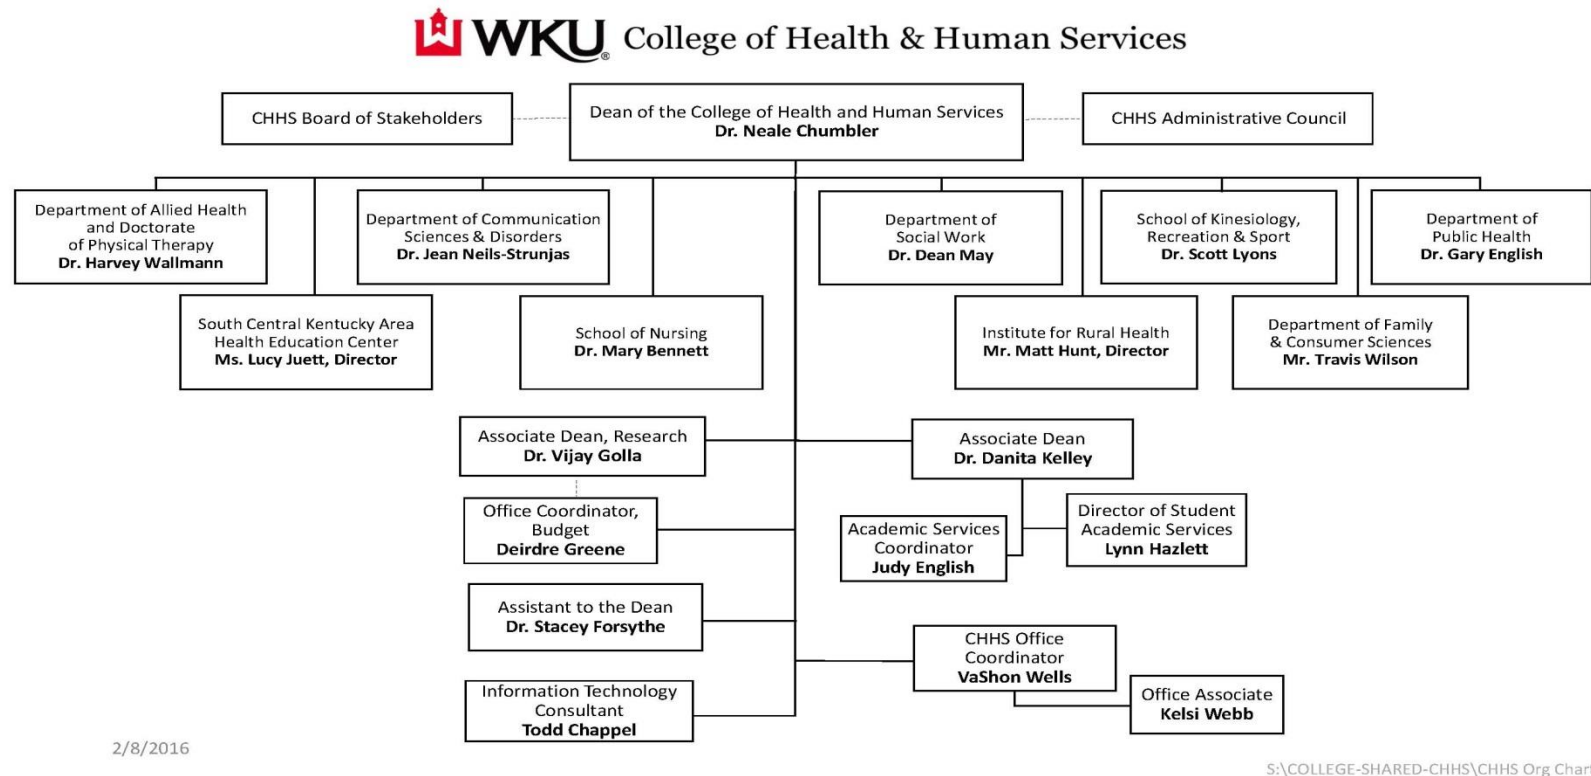 WKU® College of Health & Human Services
CHHS Board of Stakeholders
Dean of the College of Health and Human Services
Dr. Neale Chumbler
CHHS Administrative Council
Department of Allied Health
and Doctorate
of Physical Therapy
Dr. Harvey Wallmann
Department of Communication
Sciences & Disorders
Dr. Jean Neils-Strunjas
Department of
Social Work
Dr. Dean May
School of Kinesiology,
Recreation & Sport
Dr. Scott Lyons
Department of
Public Health
Dr. Gary English
South Central Kentucky Area
Health Education Center
Ms. Lucy Juett, Director
School of Nursing
Dr. Mary Bennett
Institute for Rural Health
Mr. Matt Hunt, Director
Department of Family
& Consumer Sciences
Mr. Travis Wilson
Associate Dean, Research
Dr. Vijay Golla
Associate Dean
Dr. Danita Kelley
Office Coordinator,
Budget
Deirdre Greene
Academic Services
Coordinator
Judy English
Director of Student
Academic Services
Lynn Hazlett
Assistant to the Dean
Dr. Stacey Forsythe
CHHS Office
Coordinator
VaShon Wells
Information Technology
Consultant
Todd Chappel
Office Associate
Kelsi Webb
2/8/2016
S:\COLLEGE-SHARED-CHHS\CHHS Org Chart